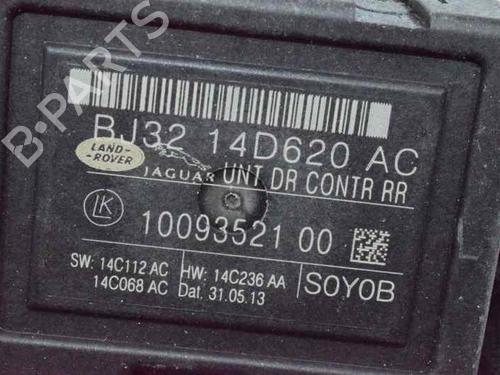 B-PARTS
BJ32 14D620 AC
LAND-
ROVER
JAGUAR UNT DR CONTR RR
LK 10093521 00
SW: 14C112 AC HW: 14C236 AA
14C068 AC Dat. 31.05.13
SOYOB